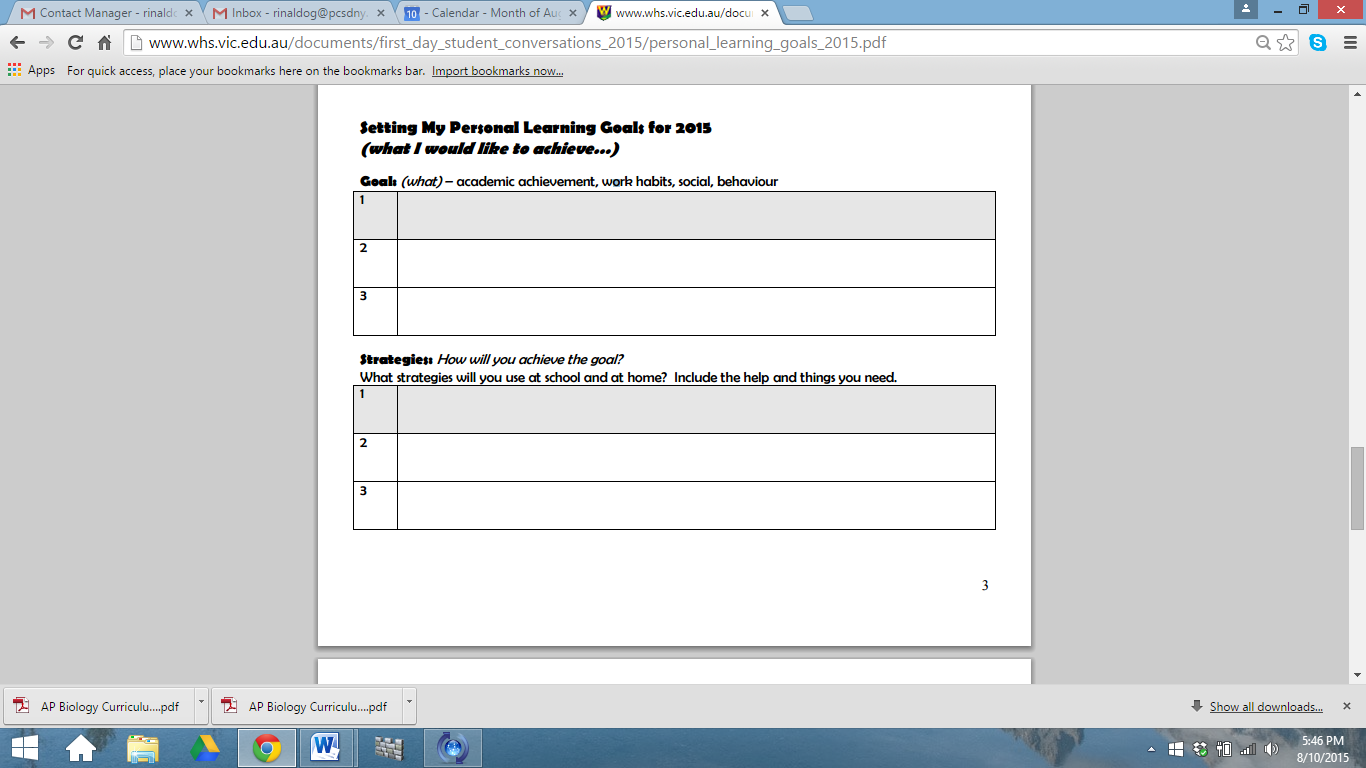 Contact Manager - rinaldo
Inbox - rinaldog@pcsdny.
10
- Calendar - Month of Aug
www.whs.vic.edu.au/docu
www.whs.vic.edu.au/documents/first_day_student_conversations_2015/personal_learning_goals_2015.pdf
Apps
For quick access, place your bookmarks here on the bookmarks bar. Import bookmarks now...
Setting My Personal Learning Goals for 2015
(what I would like to achieve...)
Goal: (what) – academic achievement, work habits, social, behaviour
1
2
3
Strategies: How will you achieve the goal?
What strategies will you use at school and at home? Include the help and things you need.
1
2
3
3
AP Biology Curriculu....pdf
AP Biology Curriculu....pdf
Show all downloads...
5:46 PM
8/10/2015